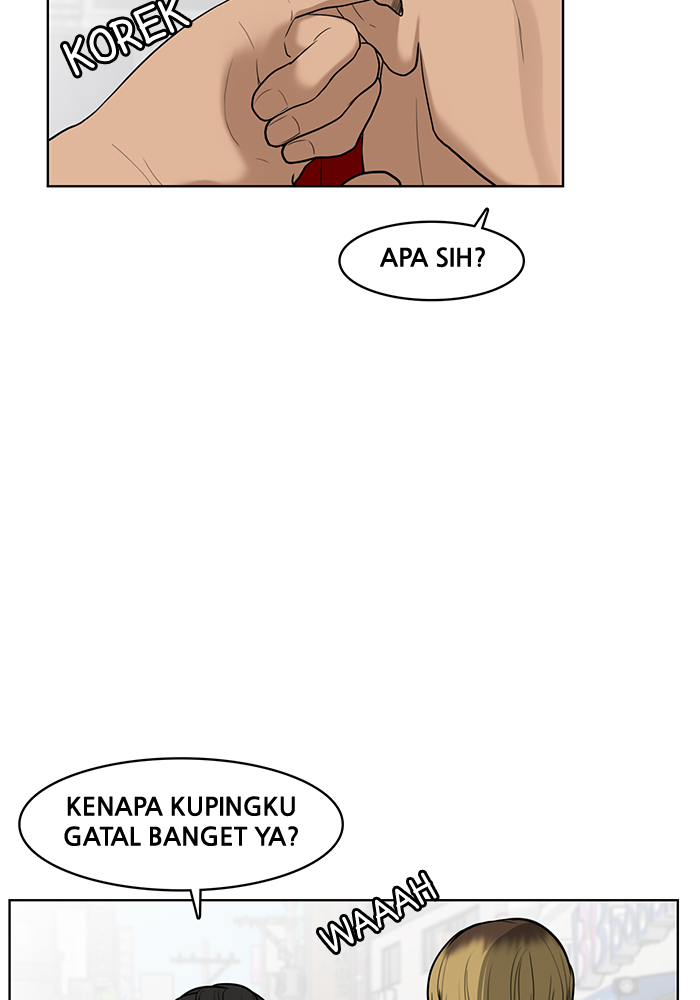 KOREK
APA SIH?
KENAPA KUPINGKU
GATAL BANGET YA?
WAAAH